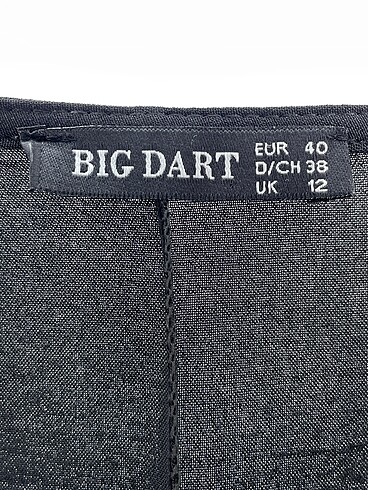 BIG DART
EUR 40
D/CH 38
UK 12